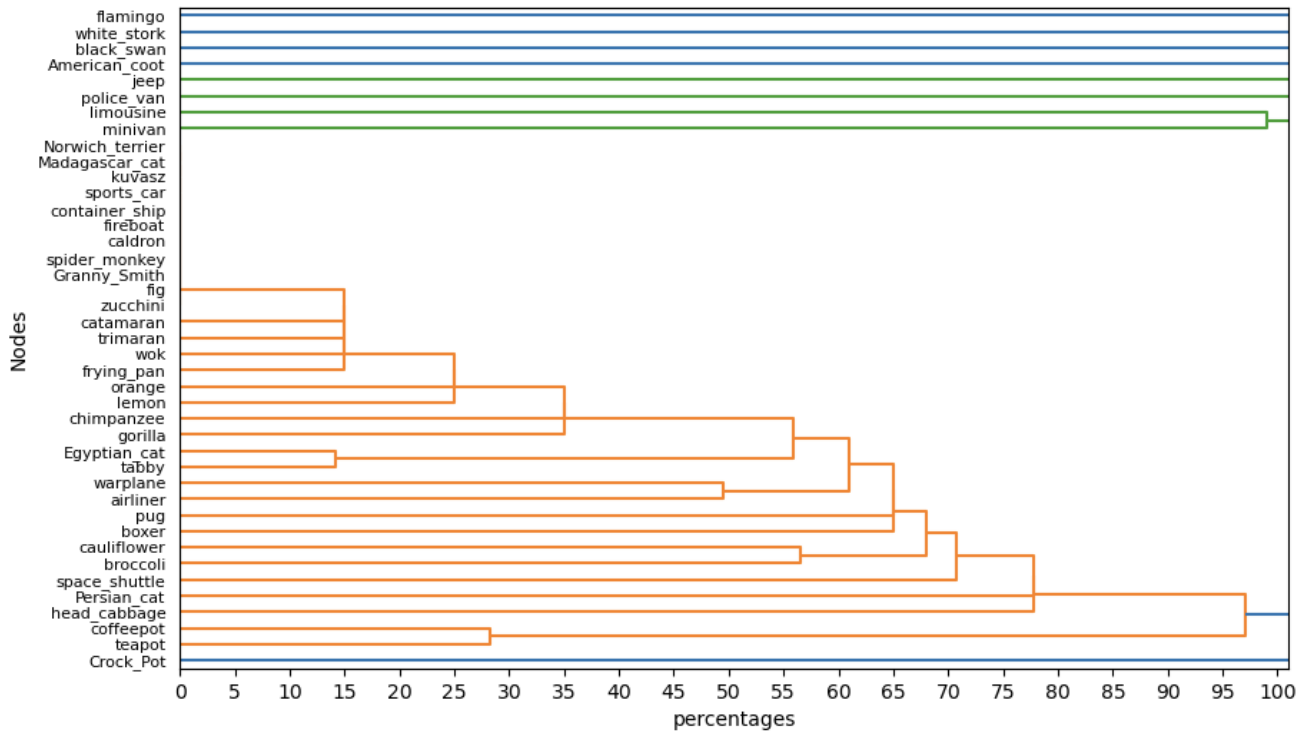 flamingo
white_stork
black_swan
American_coot
jeep
police_van
limousine
minivan
Norwich_terrier
Madagascar_cat
kuvasz
sports_car
container_ship
fireboat
caldron
spider_monkey
Granny_Smith
fig
zucchini
catamaran
trimaran
wok
frying_pan
orange
lemon
chimpanzee
gorilla
Egyptian_cat
tabby
warplane
airliner
pug
boxer
cauliflower
broccoli
space_shuttle
Persian_cat
head_cabbage
coffeepot
teapot
Crock_Pot
Nodes
0 5 10 15 20 25 30 35 40 45 50 55 60 65 70 75 80 85 90 95 100
percentages